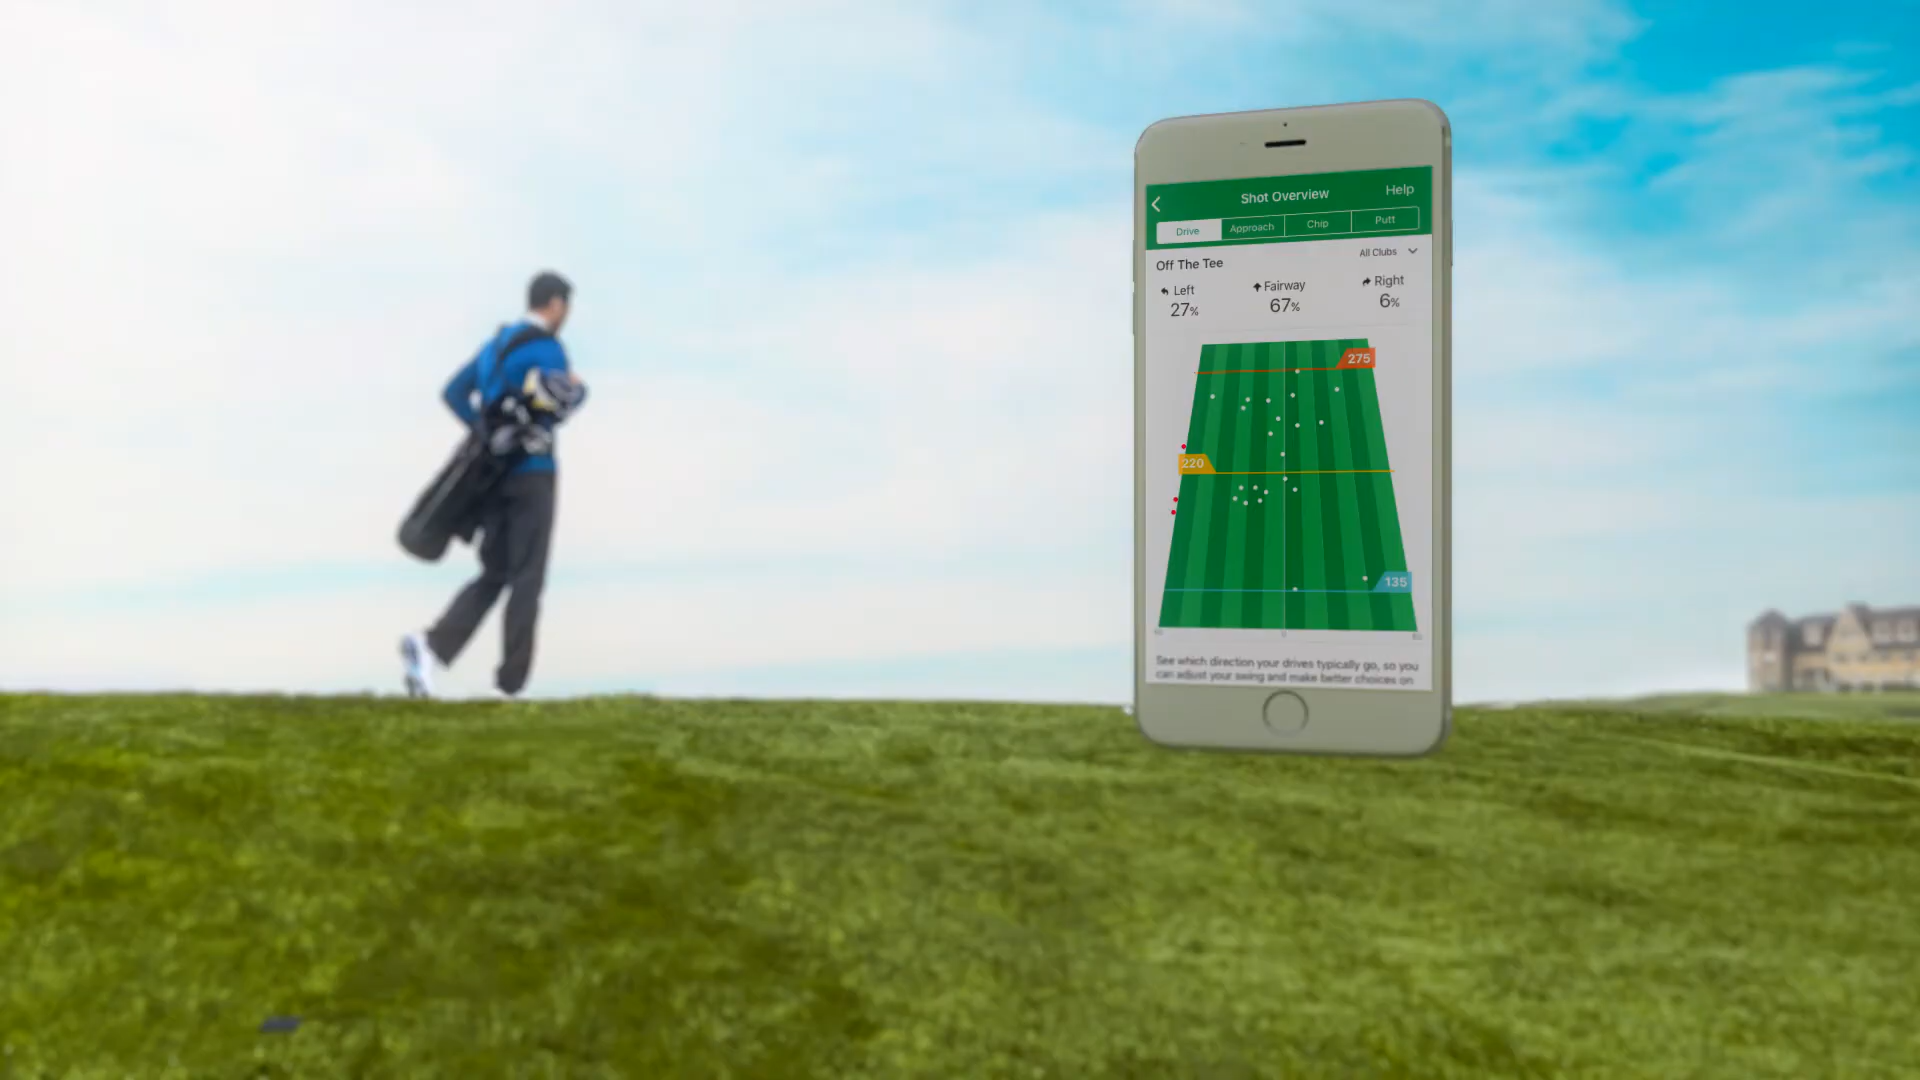 Shot Overview
Help
Drive
Approach
Chip
Putt
Off The Tee
All Clubs
Left
Fairway
Right
27%
67%
6%
275
220
135
0
See which direction your drives typically go, so you
can adjust your swing and make better choices on